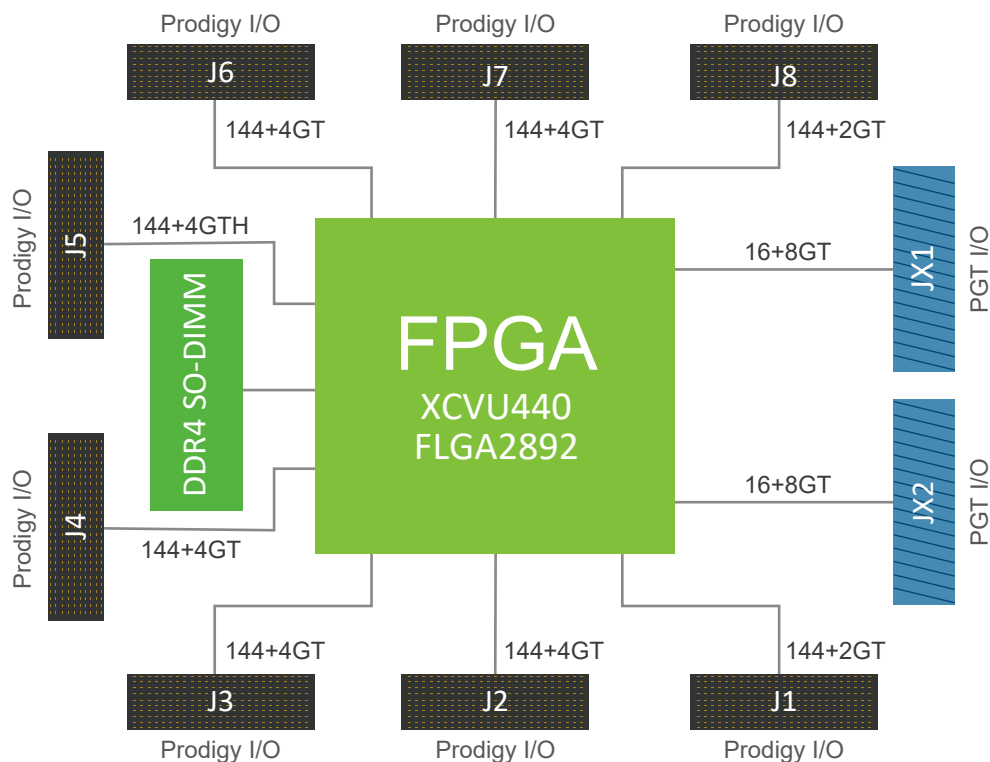 Prodigy I/O
Prodigy I/O
Prodigy I/O
J6
J7
J8
144+4GT
144+4GT
144+2GT
Prodigy I/O
J5
144+4GTH
16+8GT
JX1
PGT I/O
DDR4 SO-DIMM
FPGA
XCVU440
FLGA2892
Prodigy I/O
J4
144+4GT
16+8GT
JX2
PGT I/O
144+4GT
144+4GT
144+2GT
J3
J2
J1
Prodigy I/O
Prodigy I/O
Prodigy I/O